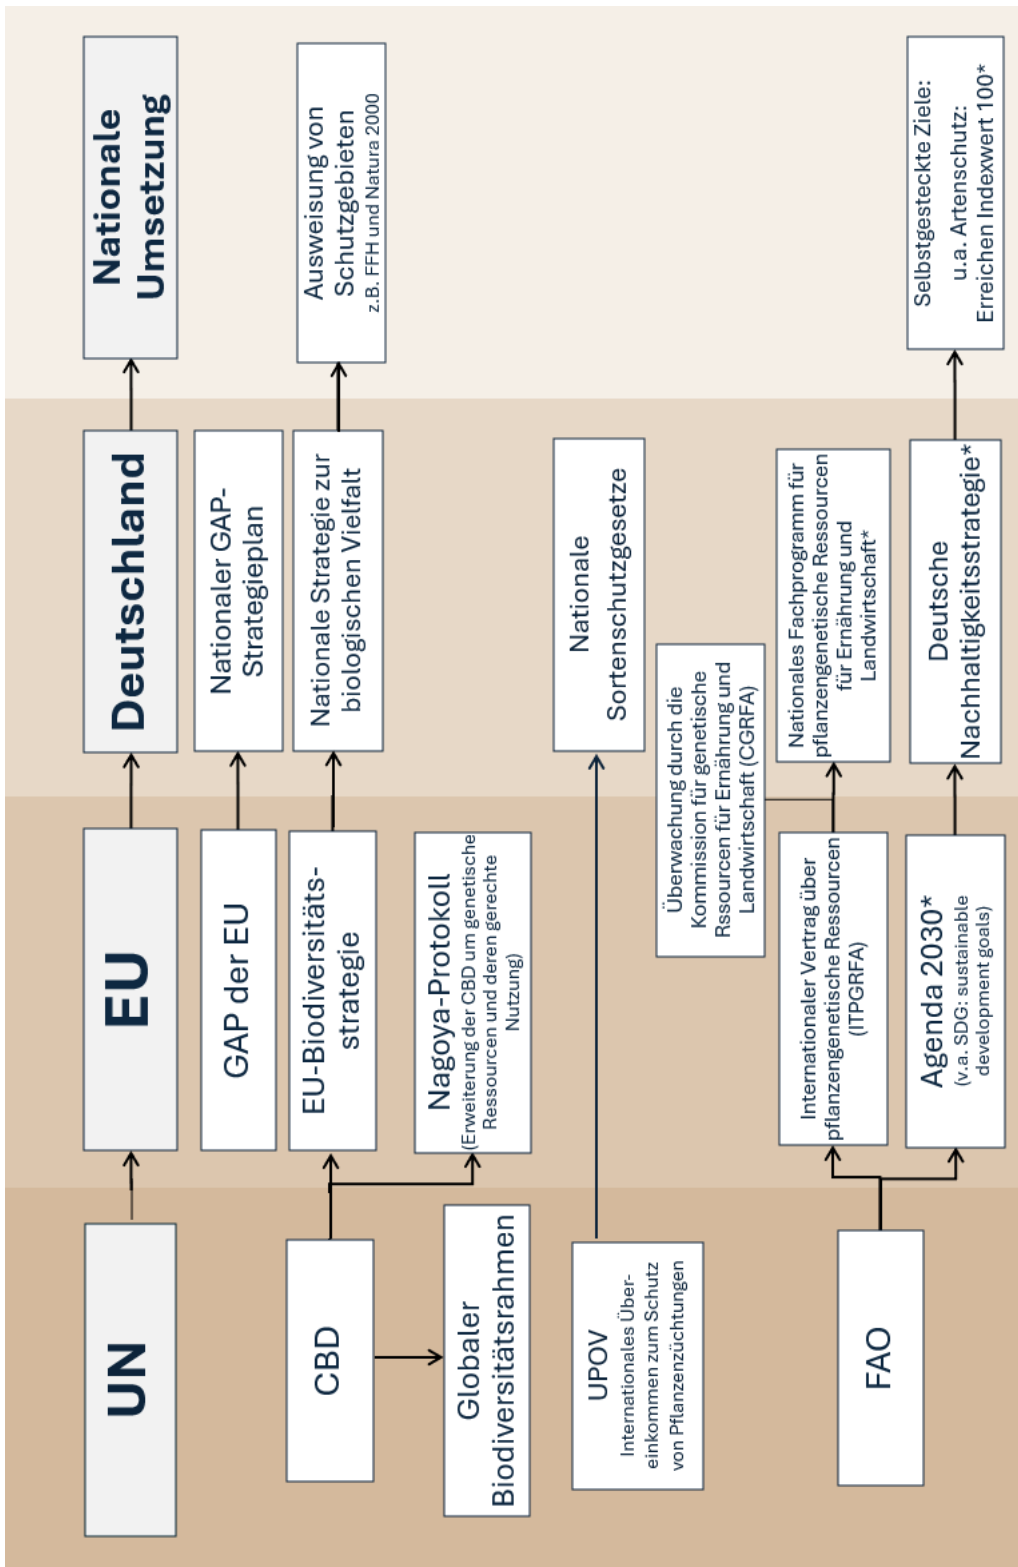 UN
EU
Deutschland
Nationale
Umsetzung
GAP der EU
Nationaler GAP-
Strategieplan
CBD
EU-Biodiversitäts-
strategie
Nationale Strategie zur
biologischen Vielfalt
Ausweisung von
Schutzgebieten
z.B. FFH und Natura 2000
Globaler
Biodiversitätsrahmen
Nagoya-Protokoll
(Erweiterung der CBD um genetische
Ressourcen und deren gerechte
Nutzung)
UPOV
Internationales Über-
einkommen zum Schutz
von Pflanzenzüchtungen
Nationale
Sortenschutzgesetze
Überwachung durch die
Kommission für genetische
Rssourcen für Ernährung und
Landwirtschaft (CGRFA)
FAO
Internationaler Vertrag über
pflanzengenetische Ressourcen
(ITPGRFA)
Nationales Fachprogramm für
pflanzengenetische Ressourcen
für Ernährung und
Landwirtschaft*
Agenda 2030*
(v.a. SDG: sustainable
development goals)
Deutsche
Nachhaltigkeitsstrategie*
Selbstgesteckte Ziele:
u.a. Artenschutz:
Erreichen Indexwert 100*